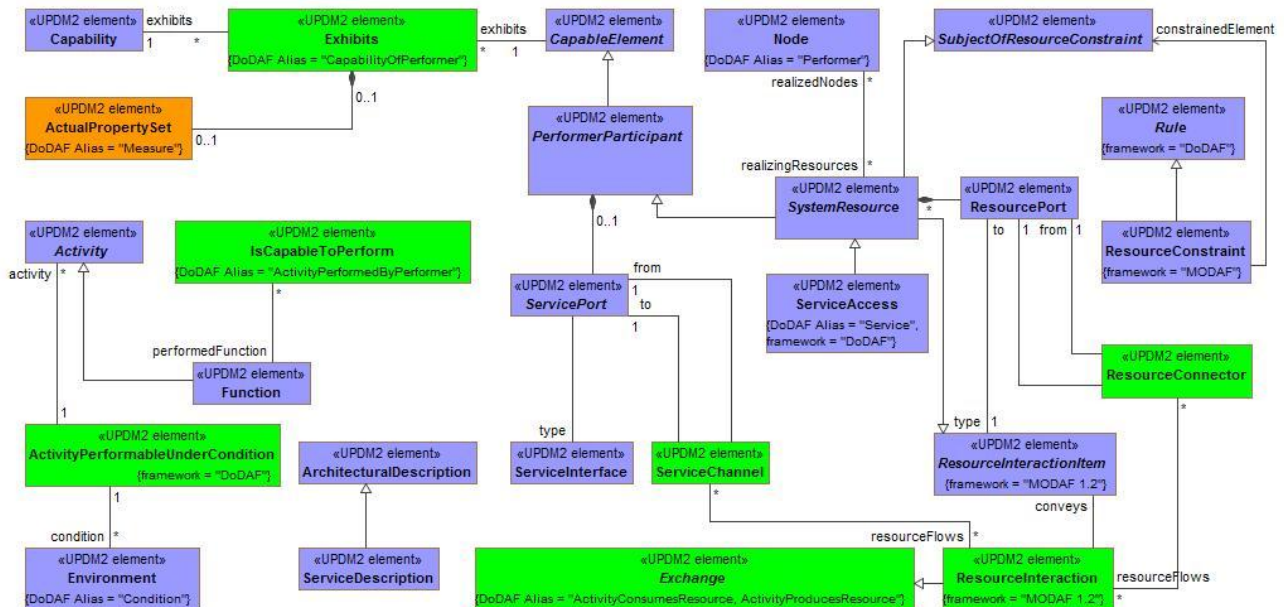 «UPDM2 element»
Capability
exhibits
1
*
«UPDM2 element»
Exhibits
{DoDAF Alias = "CapabilityOfPerformer"}
exhibits
*
1
«UPDM2 element»
CapableElement
«UPDM2 element»
Node
{DoDAF Alias = "Performer"}
realizedNodes
*
«UPDM2 element»
SubjectOfResourceConstraint
constrainedElement
0..1
«UPDM2 element»
ActualPropertySet
{DoDAF Alias = "Measure"}
0..1
«UPDM2 element»
PerformerParticipant
0..1
«UPDM2 element»
Rule
{framework = "DoDAF"}
realizingResources
*
«UPDM2 element»
SystemResource
*
«UPDM2 element»
ResourcePort
to
1
from
1
«UPDM2 element»
ResourceConstraint
{framework = "MODAF"}
«UPDM2 element»
Activity
activity
*
«UPDM2 element»
IsCapableToPerform
{DoDAF Alias = "ActivityPerformedByPerformer"}
*
performedFunction
«UPDM2 element»
Function
«UPDM2 element»
ServicePort
from
1
to
1
«UPDM2 element»
ServiceAccess
{DoDAF Alias = "Service",
framework = "DoDAF"}
«UPDM2 element»
ResourceConnector
*
1
«UPDM2 element»
ActivityPerformableUnderCondition
{framework = "DoDAF"}
1
condition
*
«UPDM2 element»
Environment
{DoDAF Alias = "Condition"}
«UPDM2 element»
ArchitecturalDescription
«UPDM2 element»
ServiceDescription
type
«UPDM2 element»
ServiceInterface
«UPDM2 element»
ServiceChannel
*
type
1
«UPDM2 element»
ResourceInteractionItem
{framework = "MODAF 1.2"}
conveys
resourceFlows
*
«UPDM2 element»
Exchange
{DoDAF Alias = "ActivityConsumesResource, ActivityProducesResource"}
«UPDM2 element»
ResourceInteraction
{framework = "MODAF 1.2"}
resourceFlows
*